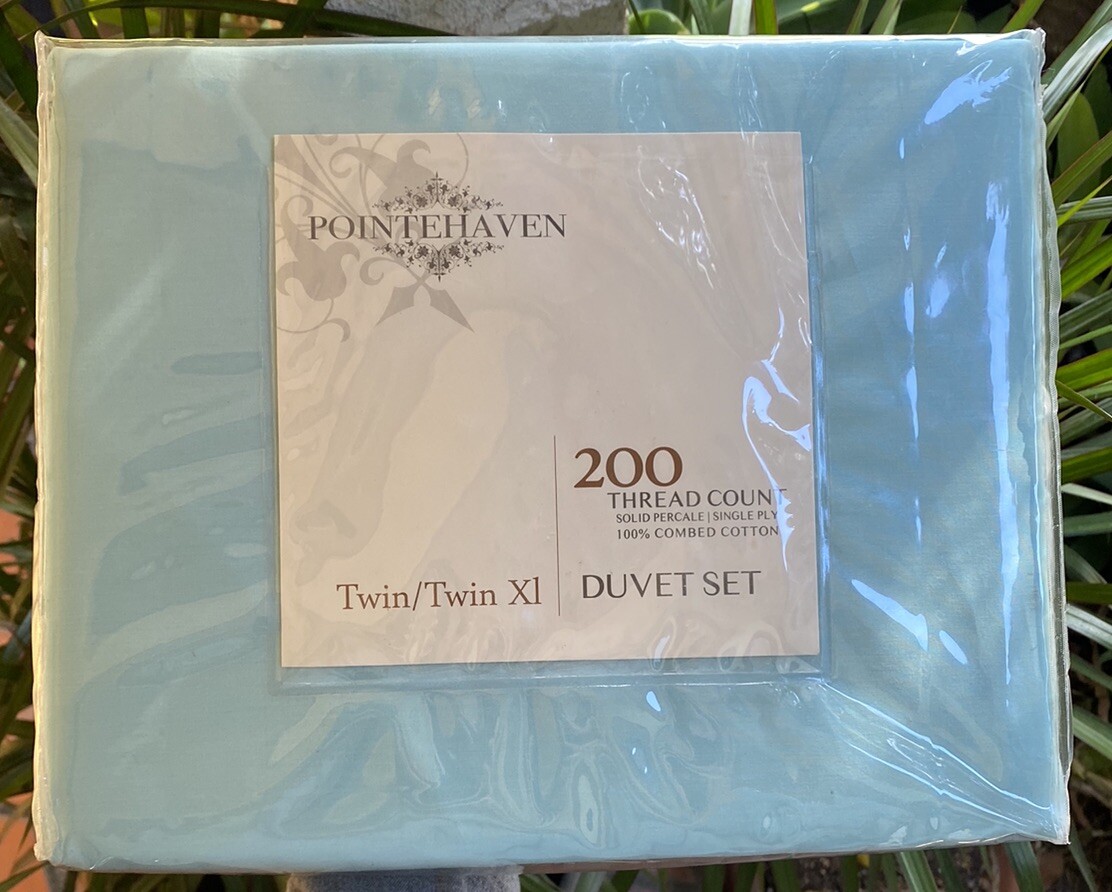 POINTEHAVEN
200
THREAD COUNT
SOLID PERCALE | SINGLE PLY
100% COMBED COTTON
Twin/Twin Xl
DUVET SET